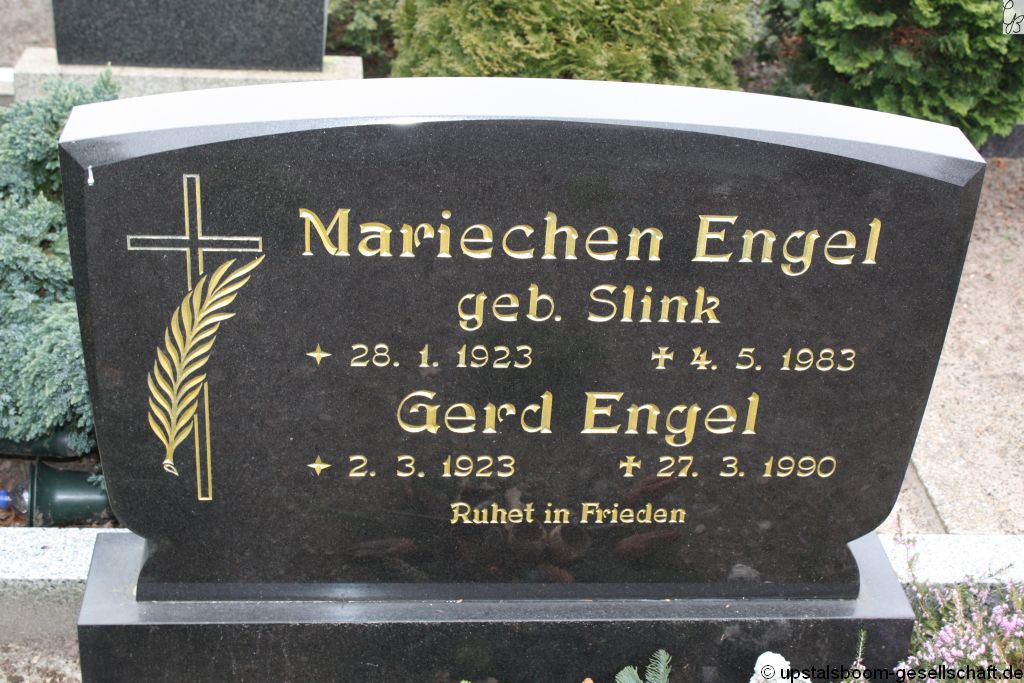 Mariechen Engel
geb. Slink
28. 1. 1923 4. 5. 1983
Gerd Engel
2. 3. 1923 27. 3. 1990
Ruhet in Frieden
© upstalsboom-gesellschaft.de